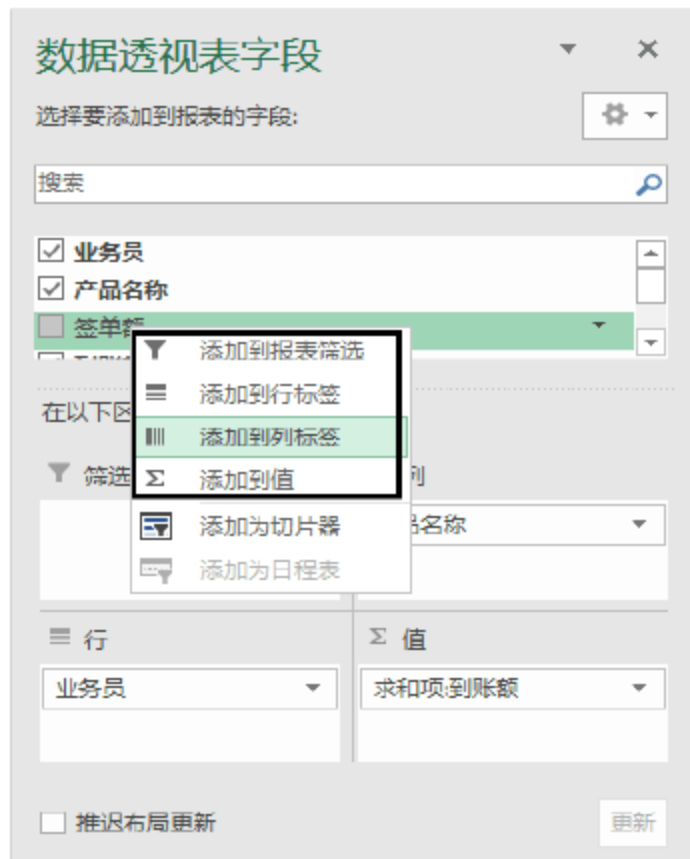 数据透视表字段
选择要添加到报表的字段:
搜索
业务员
产品名称
签单额
添加到报表筛选
添加到行标签
添加到列标签
添加到值
添加为切片器
添加为日程表
在以下区
筛选
列
名称
行
Σ 值
业务员
求和项:到账额
推迟布局更新
更新